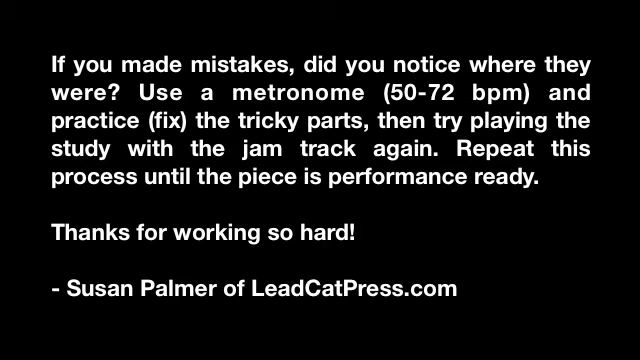 If you made mistakes, did you notice where they
were? Use a metronome (50-72 bpm) and
practice (fix) the tricky parts, then try playing the
study with the jam track again. Repeat this
process until the piece is performance ready.
Thanks for working so hard!
- Susan Palmer of LeadCatPress.com